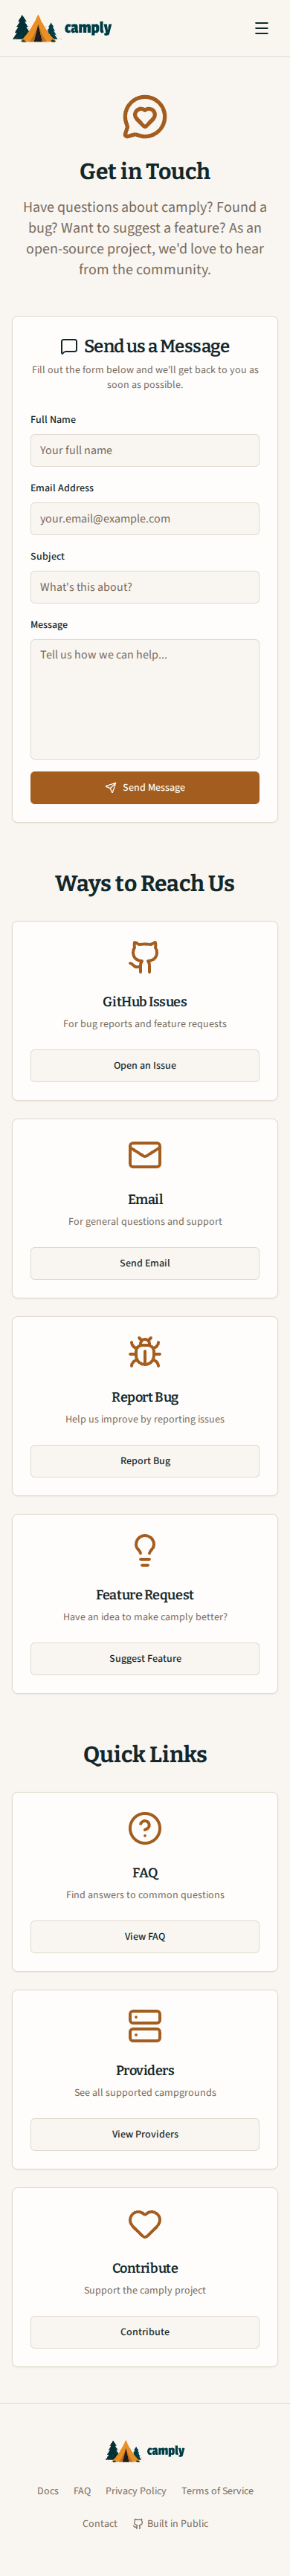 camply
Get in Touch
Have questions about camply? Found a
bug? Want to suggest a feature? As an
open-source project, we'd love to hear
from the community.
Send us a Message
Fill out the form below and we'll get back to you as
soon as possible.
Full Name
Your full name
Email Address
your.email@example.com
Subject
What's this about?
Message
Tell us how we can help...
Send Message
Ways to Reach Us
GitHub Issues
For bug reports and feature requests
Open an Issue
Email
For general questions and support
Send Email
Report Bug
Help us improve by reporting issues
Report Bug
Feature Request
Have an idea to make camply better?
Suggest Feature
Quick Links
FAQ
Find answers to common questions
View FAQ
Providers
See all supported campgrounds
View Providers
Contribute
Support the camply project
Contribute
camply
Docs FAQ Privacy Policy Terms of Service
Contact Built in Public